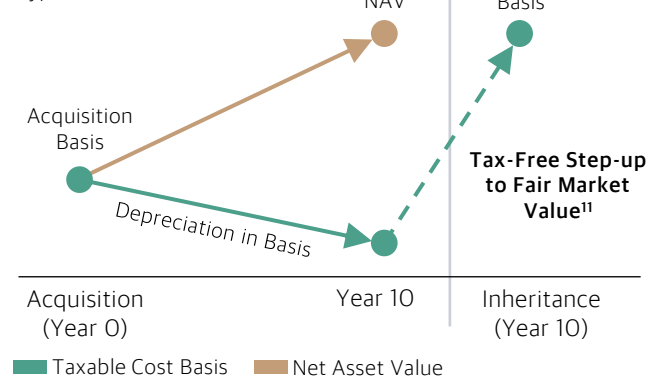 NAV
Basis
Acquisition
Basis
Tax-Free Step-up
to Fair Market
Value¹¹
Depreciation in Basis
Acquisition
(Year 0)
Year 10
Inheritance
(Year 10)
Taxable Cost Basis
Net Asset Value